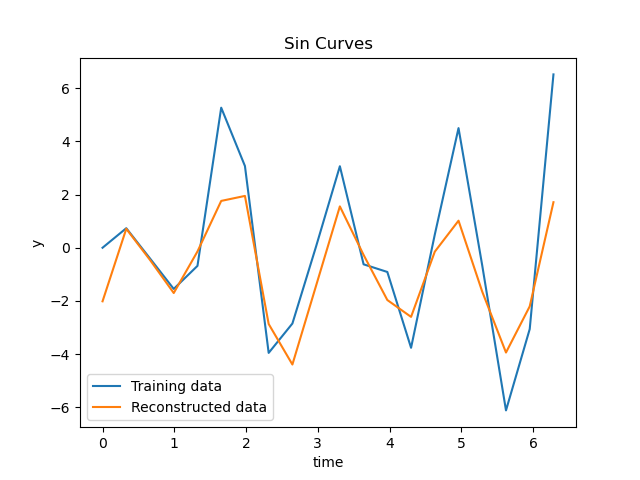 Sin Curves
y
6
4
2
0
−2
−4
−6
Training data
Reconstructed data
0 1 2 3 4 5 6
time